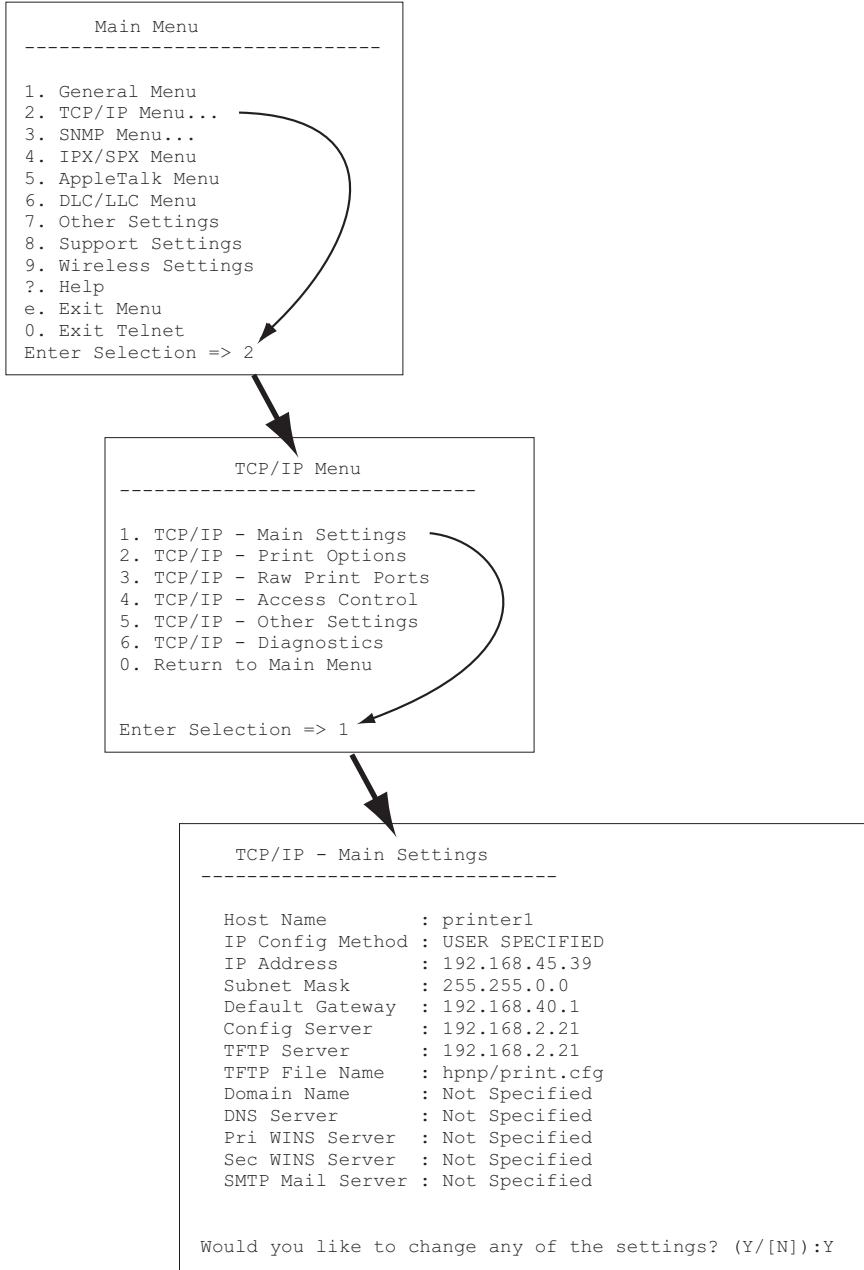 Main Menu
-------------------------------
1. General Menu
2. TCP/IP Menu...
3. SNMP Menu...
4. IPX/SPX Menu
5. AppleTalk Menu
6. DLC/LLC Menu
7. Other Settings
8. Support Settings
9. Wireless Settings
?. Help
e. Exit Menu
0. Exit Telnet
Enter Selection => 2
TCP/IP Menu
-------------------------------
1. TCP/IP - Main Settings
2. TCP/IP - Print Options
3. TCP/IP - Raw Print Ports
4. TCP/IP - Access Control
5. TCP/IP - Other Settings
6. TCP/IP - Diagnostics
0. Return to Main Menu
Enter Selection => 1
TCP/IP - Main Settings
-------------------------------
Host Name : printer1
IP Config Method : USER SPECIFIED
IP Address : 192.168.45.39
Subnet Mask : 255.255.0.0
Default Gateway : 192.168.40.1
Config Server : 192.168.2.21
TFTP Server : 192.168.2.21
TFTP File Name : hpnp/print.cfg
Domain Name : Not Specified
DNS Server : Not Specified
Pri WINS Server : Not Specified
Sec WINS Server : Not Specified
SMTP Mail Server : Not Specified
Would you like to change any of the settings? (Y/[N]):Y